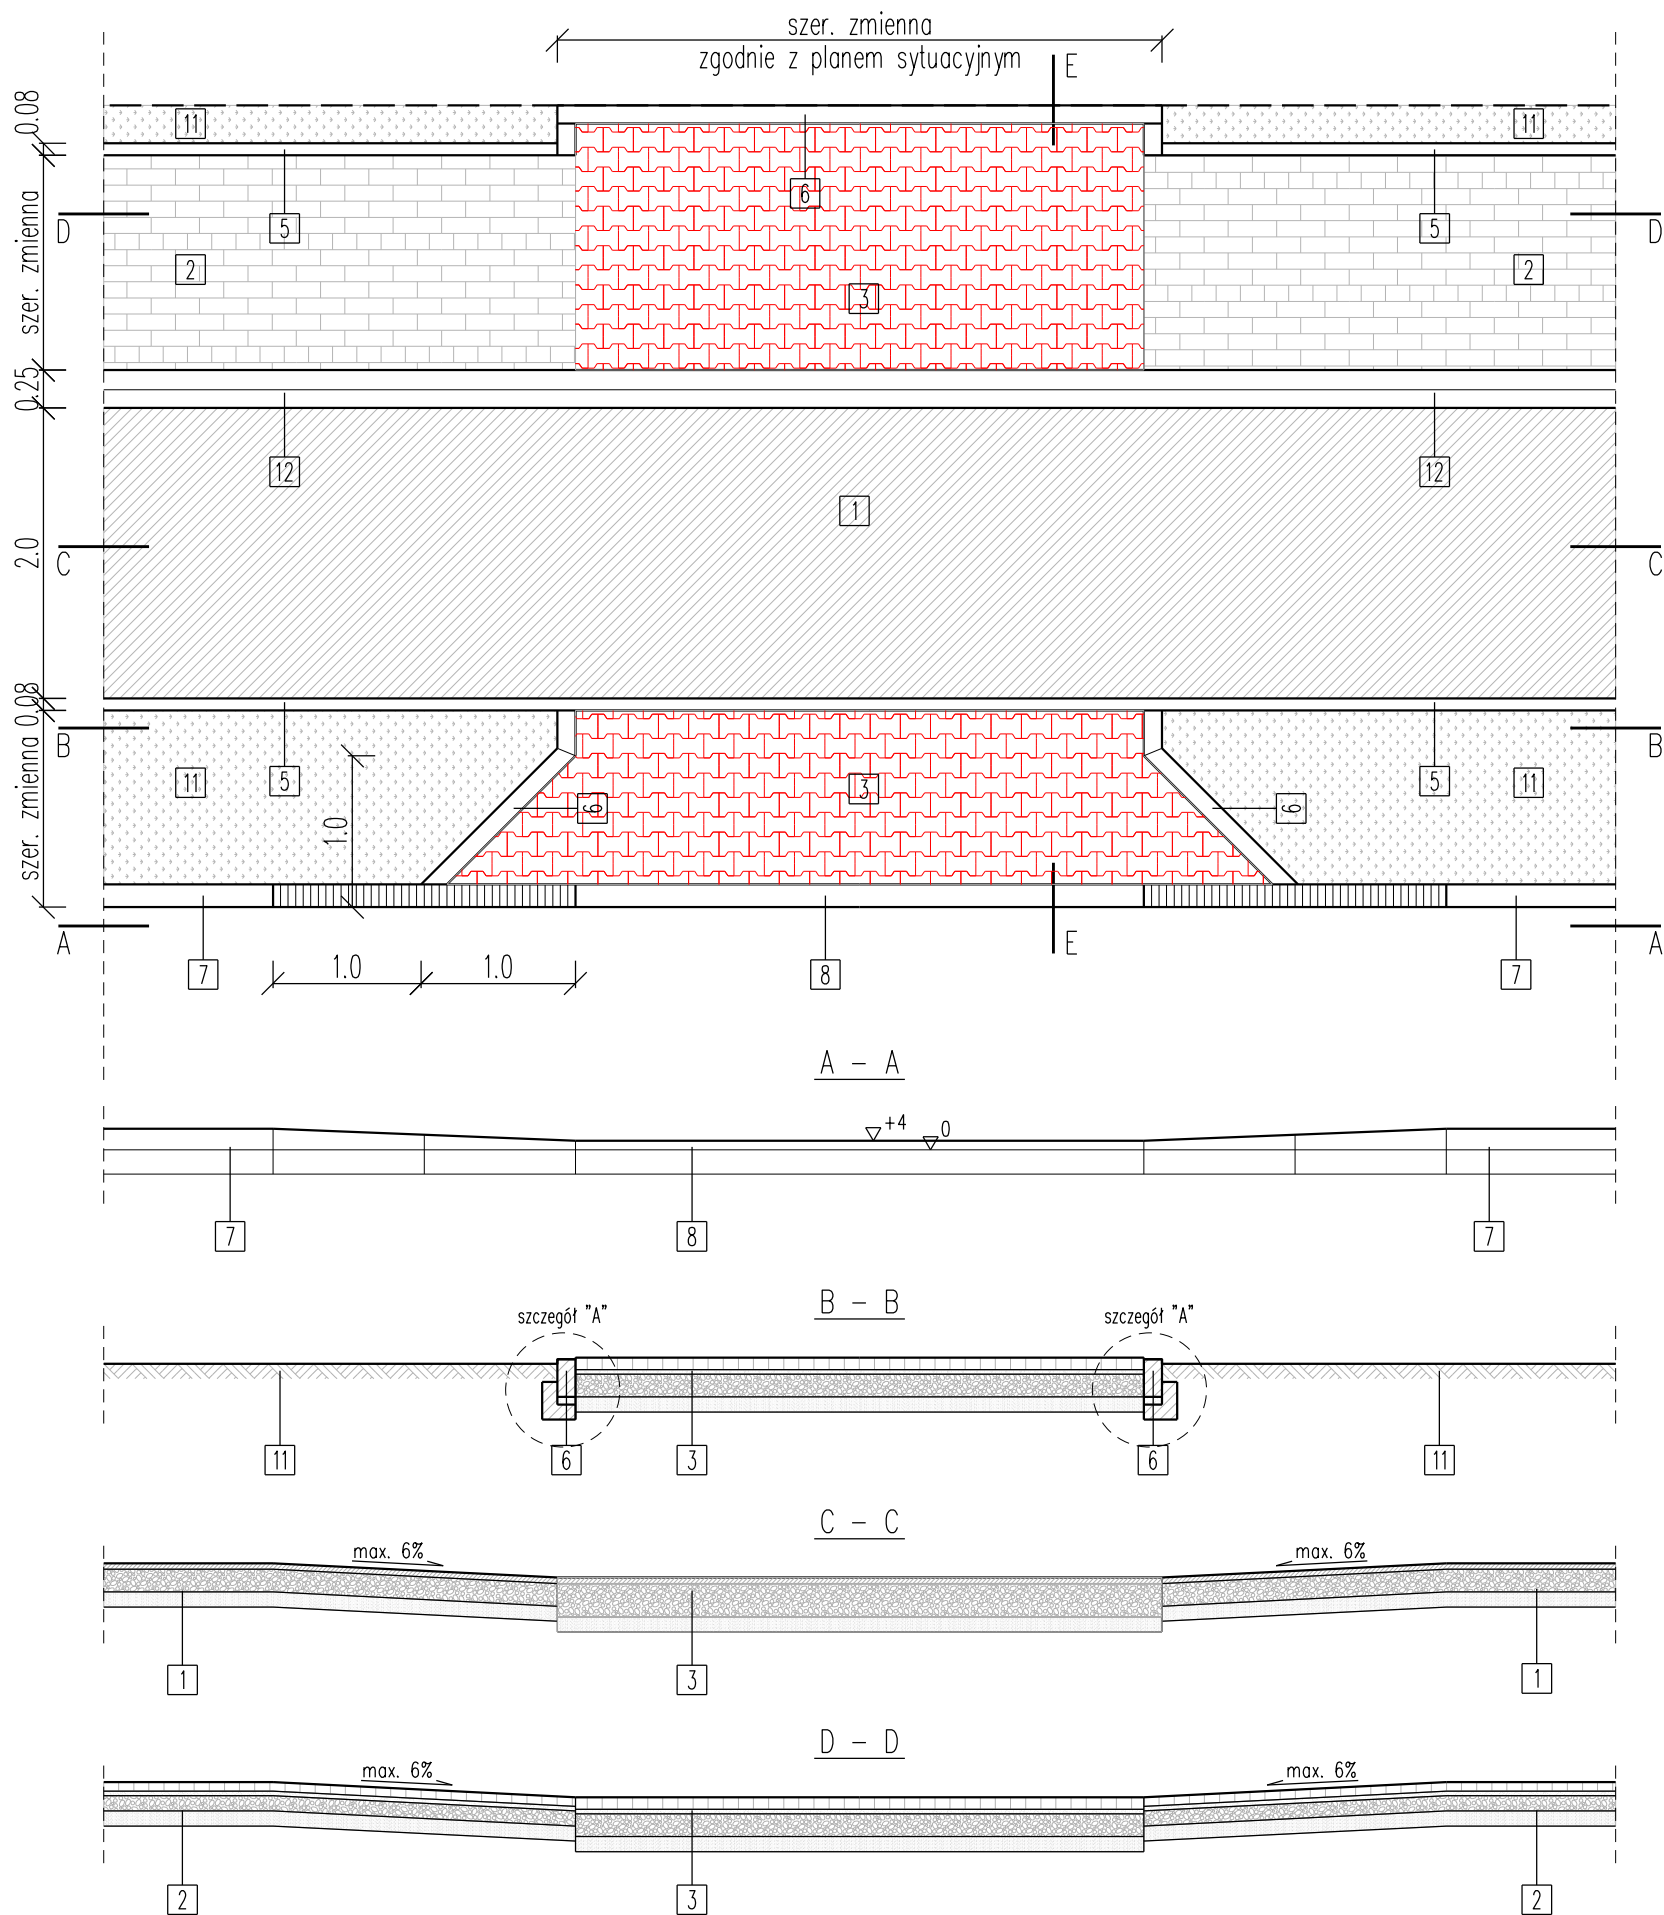 szer. zmienna
zgodnie z planem sytuacyjnym
E
0.08
11
11
6
szer. zmienna
D
5
5
D
2
2
3
0.25
12
12
1
2.0
C
C
0.08
B
B
szer. zmienna
11
5
3
5
11
1.0
6
6
A
E
A
7
1.0
1.0
8
7
A - A
+4
0
7
8
7
B - B
szczegół "A"
szczegół "A"
11
6
3
6
11
C - C
max. 6%
max. 6%
1
3
1
D - D
max. 6%
max. 6%
2
3
2